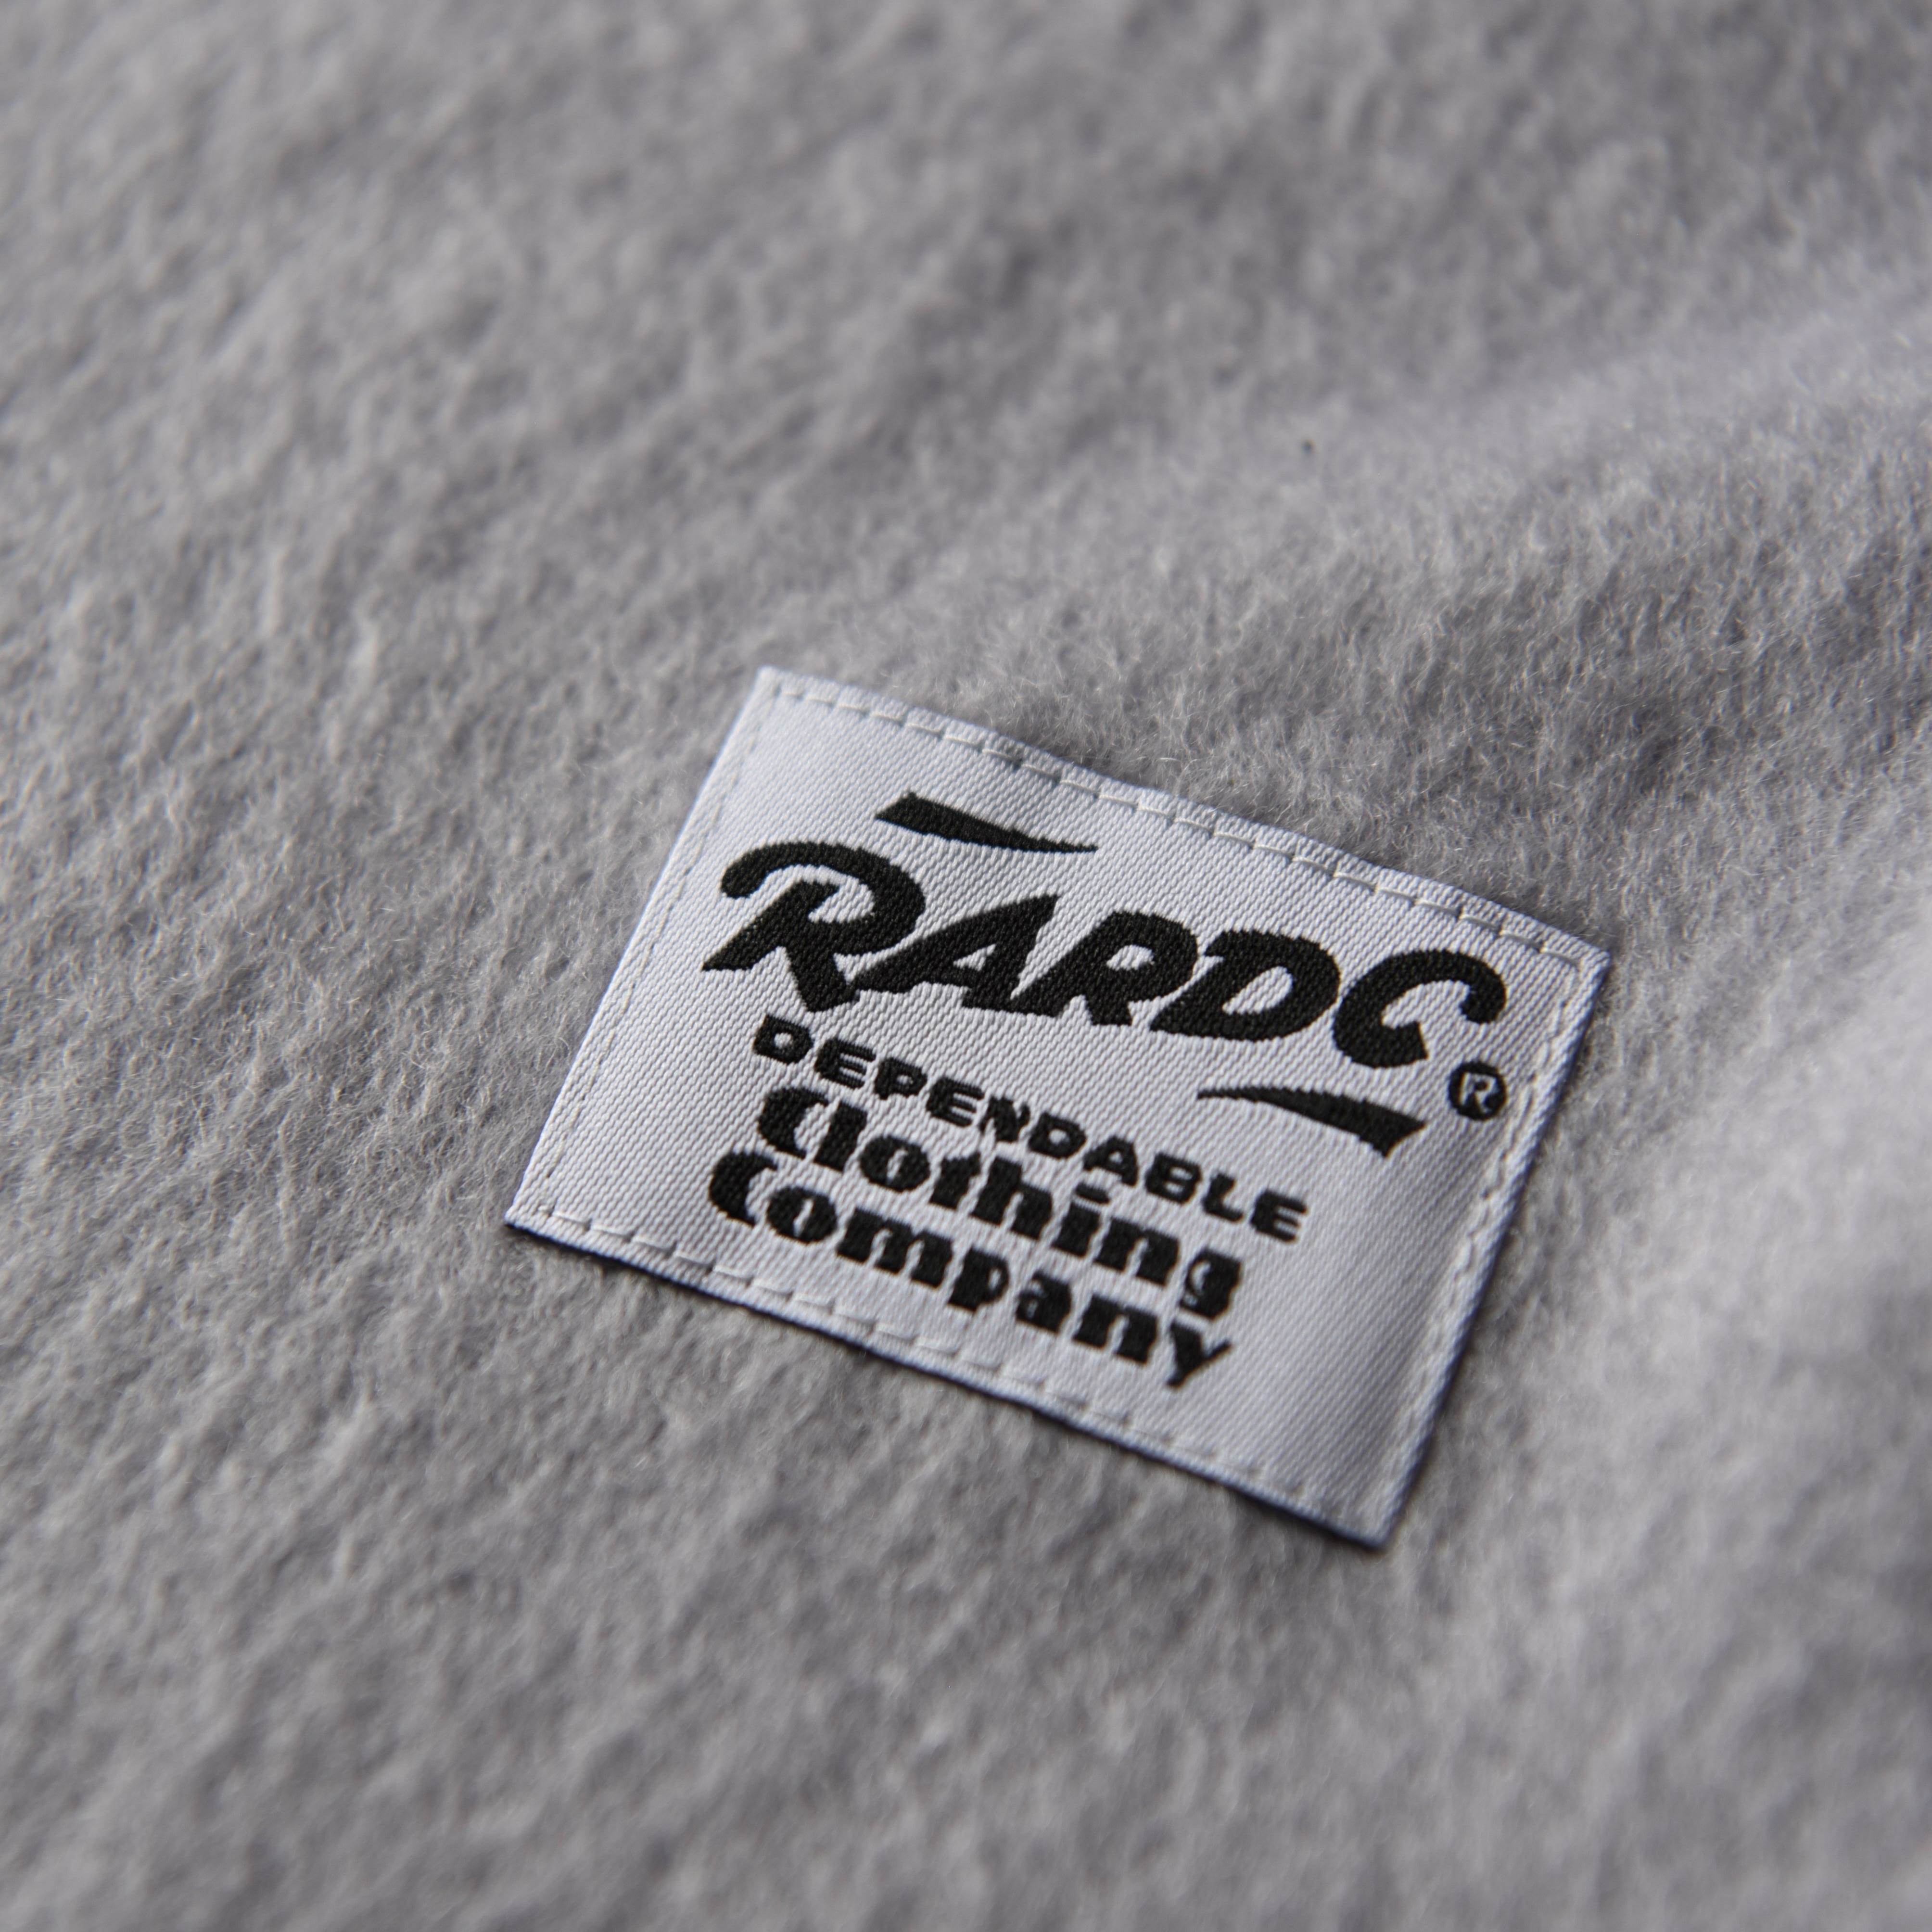 RARDC®
DEPENDABLE
Clothing
Company